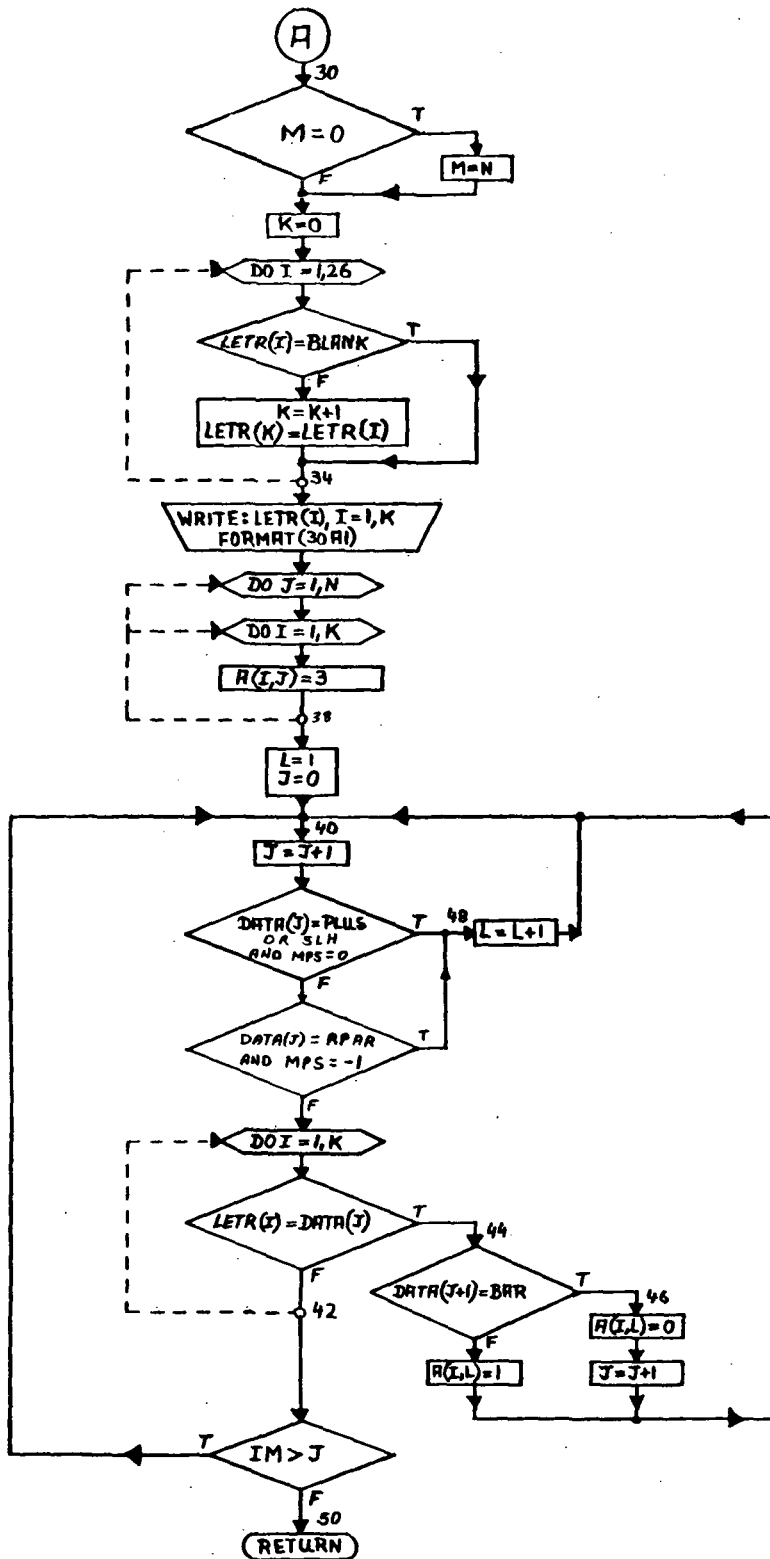 A
30
M=0
T
M=N
F
K=0
DO I=1,26
LETR(I)=BLANK
T
F
K=K+1
LETR(K)=LETR(I)
34
WRITE: LETR(I), I=1,K
FORMAT(30A1)
DO J=1,N
DO I=1,K
A(I,J)=3
38
L=1
J=0
40
J=J+1
DATA(J)=PLUS
OR SLH
AND MPS=0
T
48
L=L+1
F
DATA(J)=RPAR
AND MPS=-1
T
F
DO I=1,K
LETR(I)=DATA(J)
T
44
F
DATA(J+1)=BAR
T
46
A(I,L)=0
42
F
A(I,L)=1
J=J+1
T
IM>J
F
50
RETURN